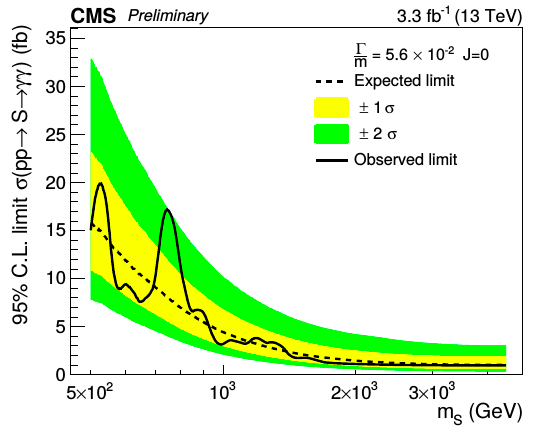 CMS Preliminary 3.3 fb⁻¹ (13 TeV)
95% C.L. limit σ(pp→ S→γγ) (fb)
35
30
25
20
15
10
5
0
Γ/m = 5.6 × 10⁻² J=0
Expected limit
± 1 σ
± 2 σ
Observed limit
5×10² 10³ 2×10³ 3×10³
m_S (GeV)